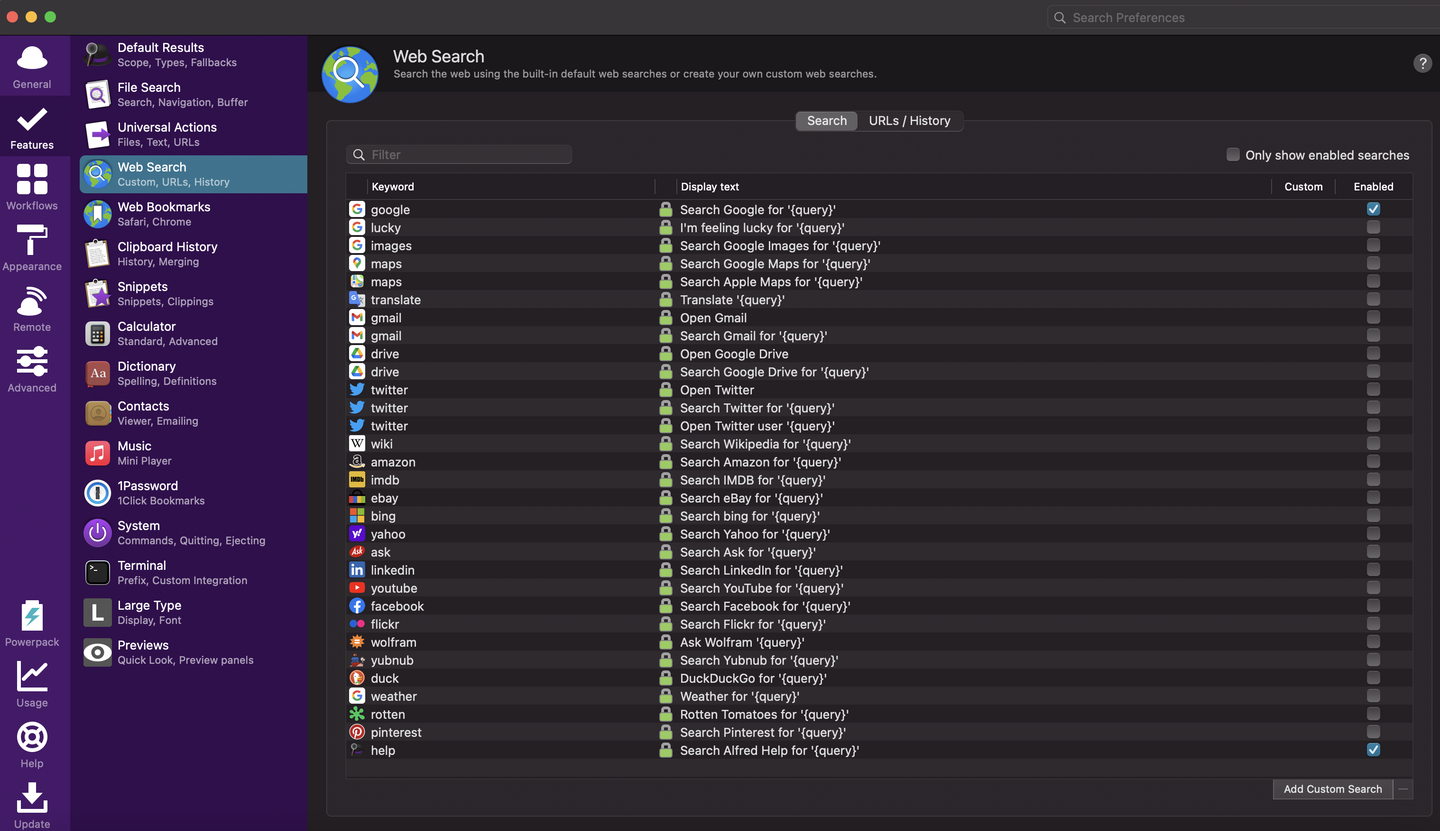 Search Preferences
General
Features
Workflows
Appearance
Remote
Advanced
Powerpack
Usage
Help
Update
Default Results
Scope, Types, Fallbacks
File Search
Search, Navigation, Buffer
Universal Actions
Files, Text, URLs
Web Search
Custom, URLs, History
Web Bookmarks
Safari, Chrome
Clipboard History
History, Merging
Snippets
Snippets, Clippings
Calculator
Standard, Advanced
Aa
Dictionary
Spelling, Definitions
Contacts
Viewer, Emailing
Music
Mini Player
1Password
1Click Bookmarks
System
Commands, Quitting, Ejecting
Terminal
Prefix, Custom Integration
L
Large Type
Display, Font
Previews
Quick Look, Preview panels
Web Search
Search the web using the built-in default web searches or create your own custom web searches.
?
Search URLs / History
Filter
Only show enabled searches
Keyword Display text Custom Enabled
G google Search Google for '{query}'
G lucky I'm feeling lucky for '{query}'
G images Search Google Images for '{query}'
maps Search Google Maps for '{query}'
maps Search Apple Maps for '{query}'
translate Translate '{query}'
gmail Open Gmail
gmail Search Gmail for '{query}'
drive Open Google Drive
drive Search Google Drive for '{query}'
twitter Open Twitter
twitter Search Twitter for '{query}'
twitter Open Twitter user '{query}'
W wiki Search Wikipedia for '{query}'
a amazon Search Amazon for '{query}'
IMDb imdb Search IMDB for '{query}'
ebay Search eBay for '{query}'
bing Search bing for '{query}'
y! yahoo Search Yahoo for '{query}'
Ask ask Search Ask for '{query}'
in linkedin Search LinkedIn for '{query}'
youtube Search YouTube for '{query}'
f facebook Search Facebook for '{query}'
flickr Search Flickr for '{query}'
wolfram Ask Wolfram '{query}'
yubnub Search Yubnub for '{query}'
duck DuckDuckGo for '{query}'
G weather Weather for '{query}'
rotten Rotten Tomatoes for '{query}'
pinterest Search Pinterest for '{query}'
help Search Alfred Help for '{query}'
Add Custom Search